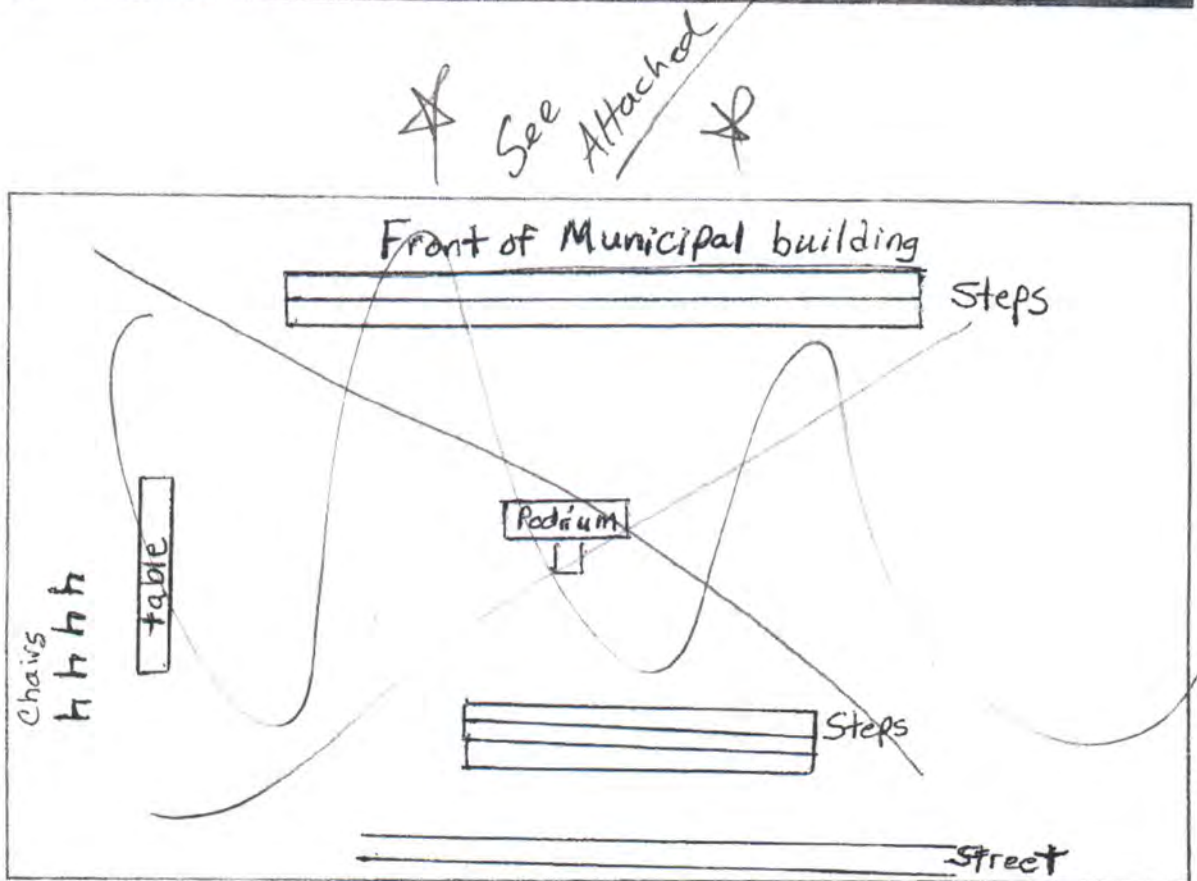 See
Attached
Front of Municipal building
Steps
Podium
table
Chairs
Steps
Street